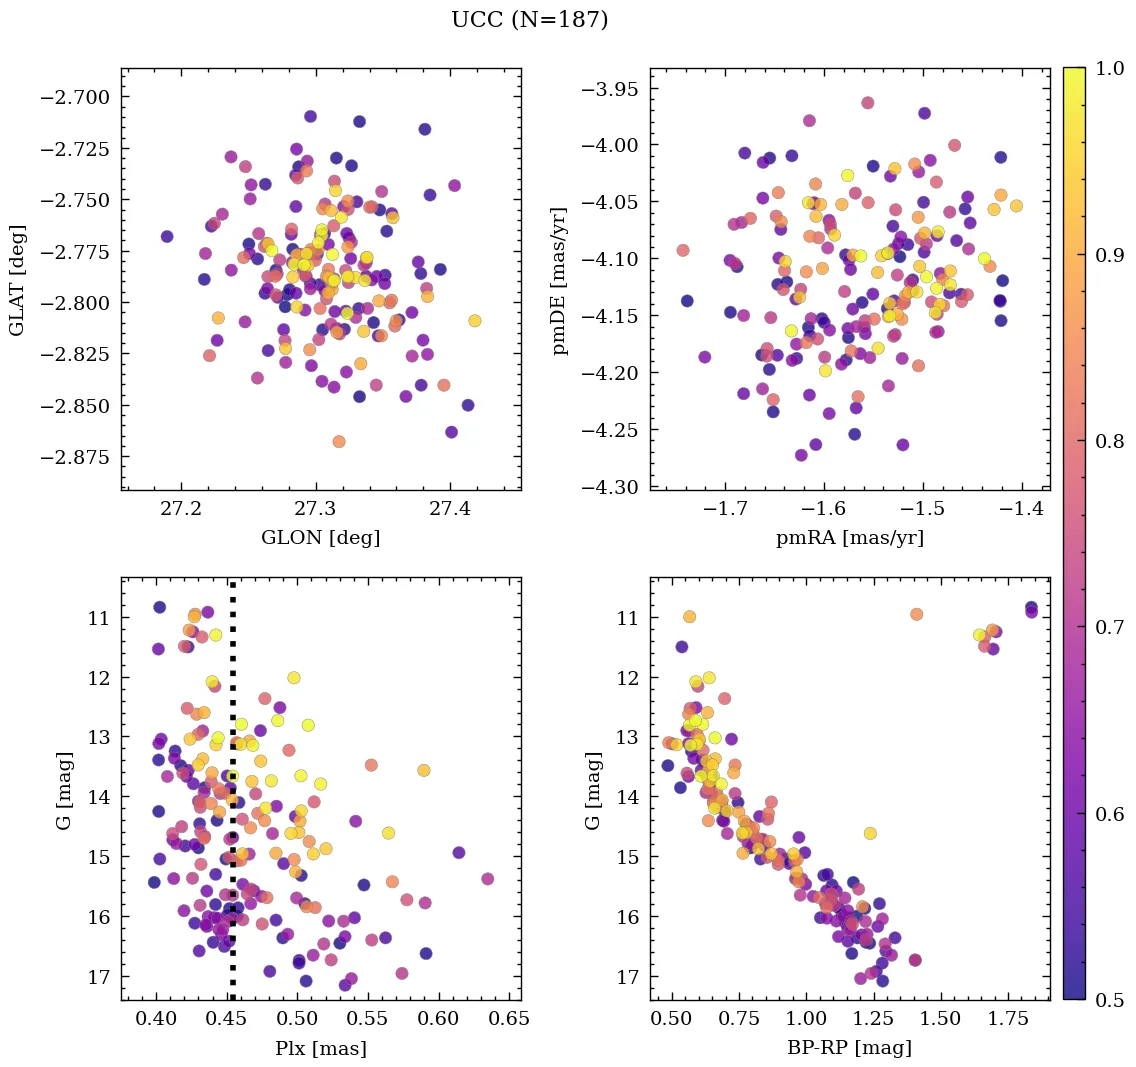 UCC (N=187)
−2.700
−2.725
−2.750
−2.775
−2.800
−2.825
−2.850
−2.875
GLAT [deg]
27.2 27.3 27.4
GLON [deg]
−3.95
−4.00
−4.05
−4.10
−4.15
−4.20
−4.25
−4.30
pmDE [mas/yr]
−1.7 −1.6 −1.5 −1.4
pmRA [mas/yr]
11
12
13
14
15
16
17
G [mag]
0.40 0.45 0.50 0.55 0.60 0.65
Plx [mas]
11
12
13
14
15
16
17
G [mag]
0.50 0.75 1.00 1.25 1.50 1.75
BP-RP [mag]
1.0
0.9
0.8
0.7
0.6
0.5